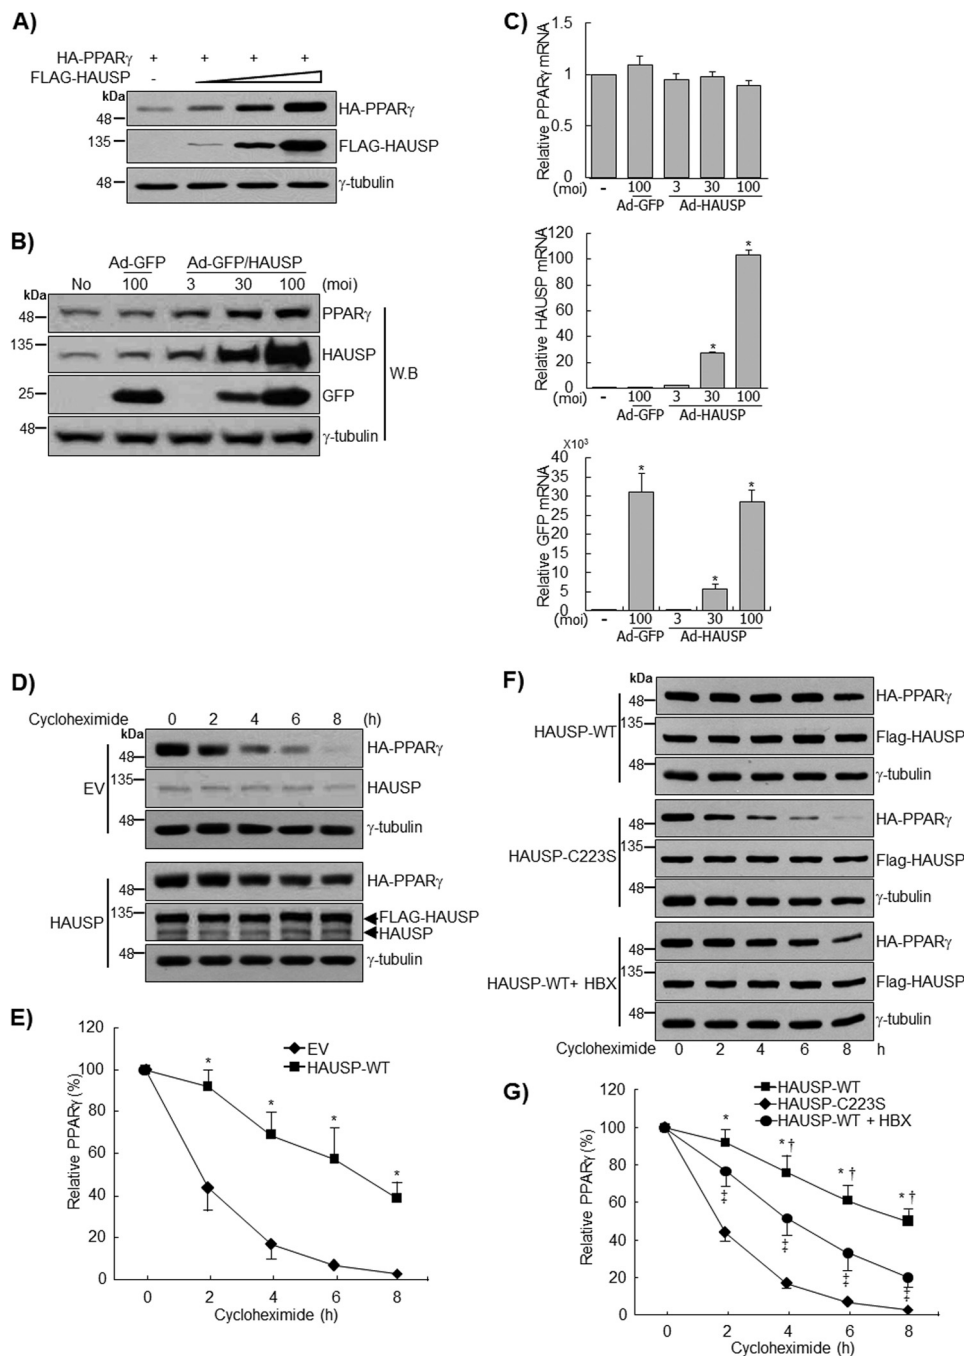 A)
HA-PPARγ + + + +
FLAG-HAUSP -
kDa
48
HA-PPARγ
135
FLAG-HAUSP
48
γ-tubulin
B)
Ad-GFP Ad-GFP/HAUSP
No 100 3 30 100 (moi)
kDa
48
PPARγ
135
HAUSP
25
GFP
48
γ-tubulin
W.B
C)
Relative PPARγ mRNA
1.5
1
0.5
0
(moi) - 100 3 30 100
Ad-GFP Ad-HAUSP
Relative HAUSP mRNA
120
100
80
60
40
20
0
* *
(moi) - 100 3 30 100
Ad-GFP Ad-HAUSP
Relative GFP mRNA
X10³
40
35
30
25
20
15
10
5
0
* * *
(moi) - 100 3 30 100
Ad-GFP Ad-HAUSP
D)
Cycloheximide 0 2 4 6 8 (h)
kDa
EV
48
HA-PPARγ
135
HAUSP
48
γ-tubulin
HAUSP
48
HA-PPARγ
135
FLAG-HAUSP
HAUSP
48
γ-tubulin
E)
Relative PPARγ (%)
120
100
80
60
40
20
0
EV
HAUSP-WT
* * * *
0 2 4 6 8
Cycloheximide (h)
F)
kDa
HAUSP-WT
48
HA-PPARγ
135
Flag-HAUSP
48
γ-tubulin
HAUSP-C223S
48
HA-PPARγ
135
Flag-HAUSP
48
γ-tubulin
HAUSP-WT+ HBX
48
HA-PPARγ
135
Flag-HAUSP
48
γ-tubulin
Cycloheximide 0 2 4 6 8 h
G)
Relative PPARγ (%)
120
100
80
60
40
20
0
HAUSP-WT
HAUSP-C223S
HAUSP-WT + HBX
* *† *† *†
‡ ‡ ‡ ‡
0 2 4 6 8
Cycloheximide (h)